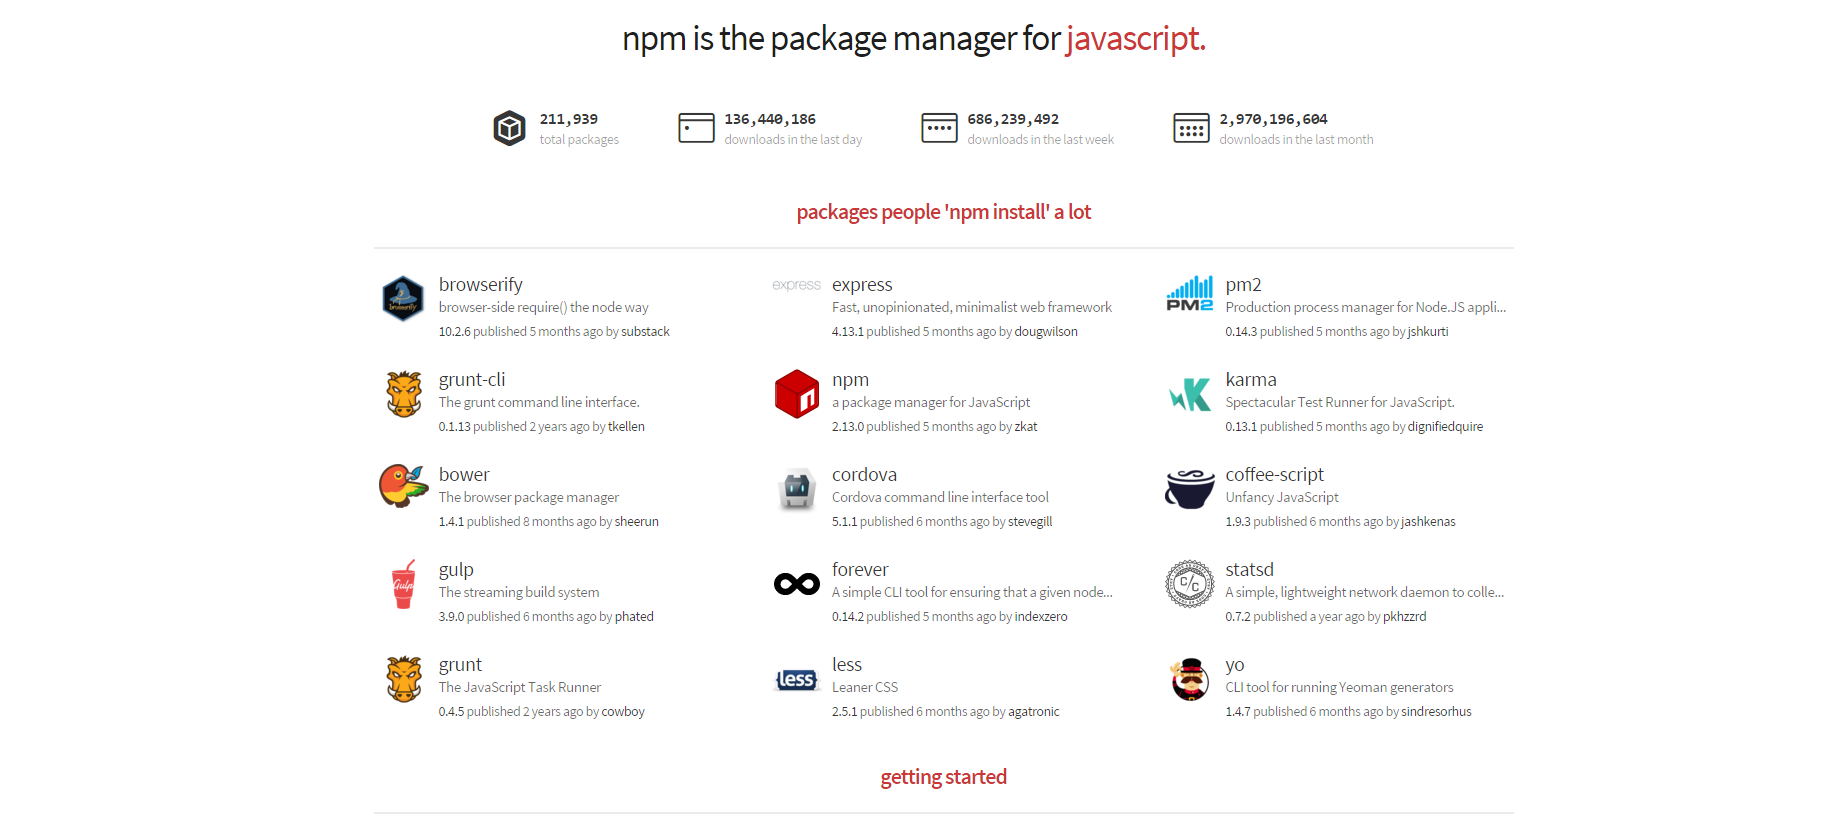 npm is the package manager for javascript.
211,939
total packages
136,440,186
downloads in the last day
686,239,492
downloads in the last week
2,970,196,604
downloads in the last month
packages people 'npm install' a lot
browserify
browserify
browser-side require() the node way
10.2.6 published 5 months ago by substack
express
express
Fast, unopinionated, minimalist web framework
4.13.1 published 5 months ago by dougwilson
PM2
pm2
Production process manager for Node.JS appli...
0.14.3 published 5 months ago by jshkurti
grunt-cli
The grunt command line interface.
0.1.13 published 2 years ago by tkellen
n
npm
a package manager for JavaScript
2.13.0 published 5 months ago by zkat
K
karma
Spectacular Test Runner for JavaScript.
0.13.1 published 5 months ago by dignifiedquire
bower
The browser package manager
1.4.1 published 8 months ago by sheerun
cordova
Cordova command line interface tool
5.1.1 published 6 months ago by stevegill
coffee-script
Unfancy JavaScript
1.9.3 published 6 months ago by jashkenas
Gulp
gulp
The streaming build system
3.9.0 published 6 months ago by phated
forever
A simple CLI tool for ensuring that a given node...
0.14.2 published 5 months ago by indexzero
C/C
statsd
A simple, lightweight network daemon to colle...
0.7.2 published a year ago by pkhzzrd
grunt
The JavaScript Task Runner
0.4.5 published 2 years ago by cowboy
{less}
less
Leaner CSS
2.5.1 published 6 months ago by agatronic
yo
CLI tool for running Yeoman generators
1.4.7 published 6 months ago by sindresorhus
getting started